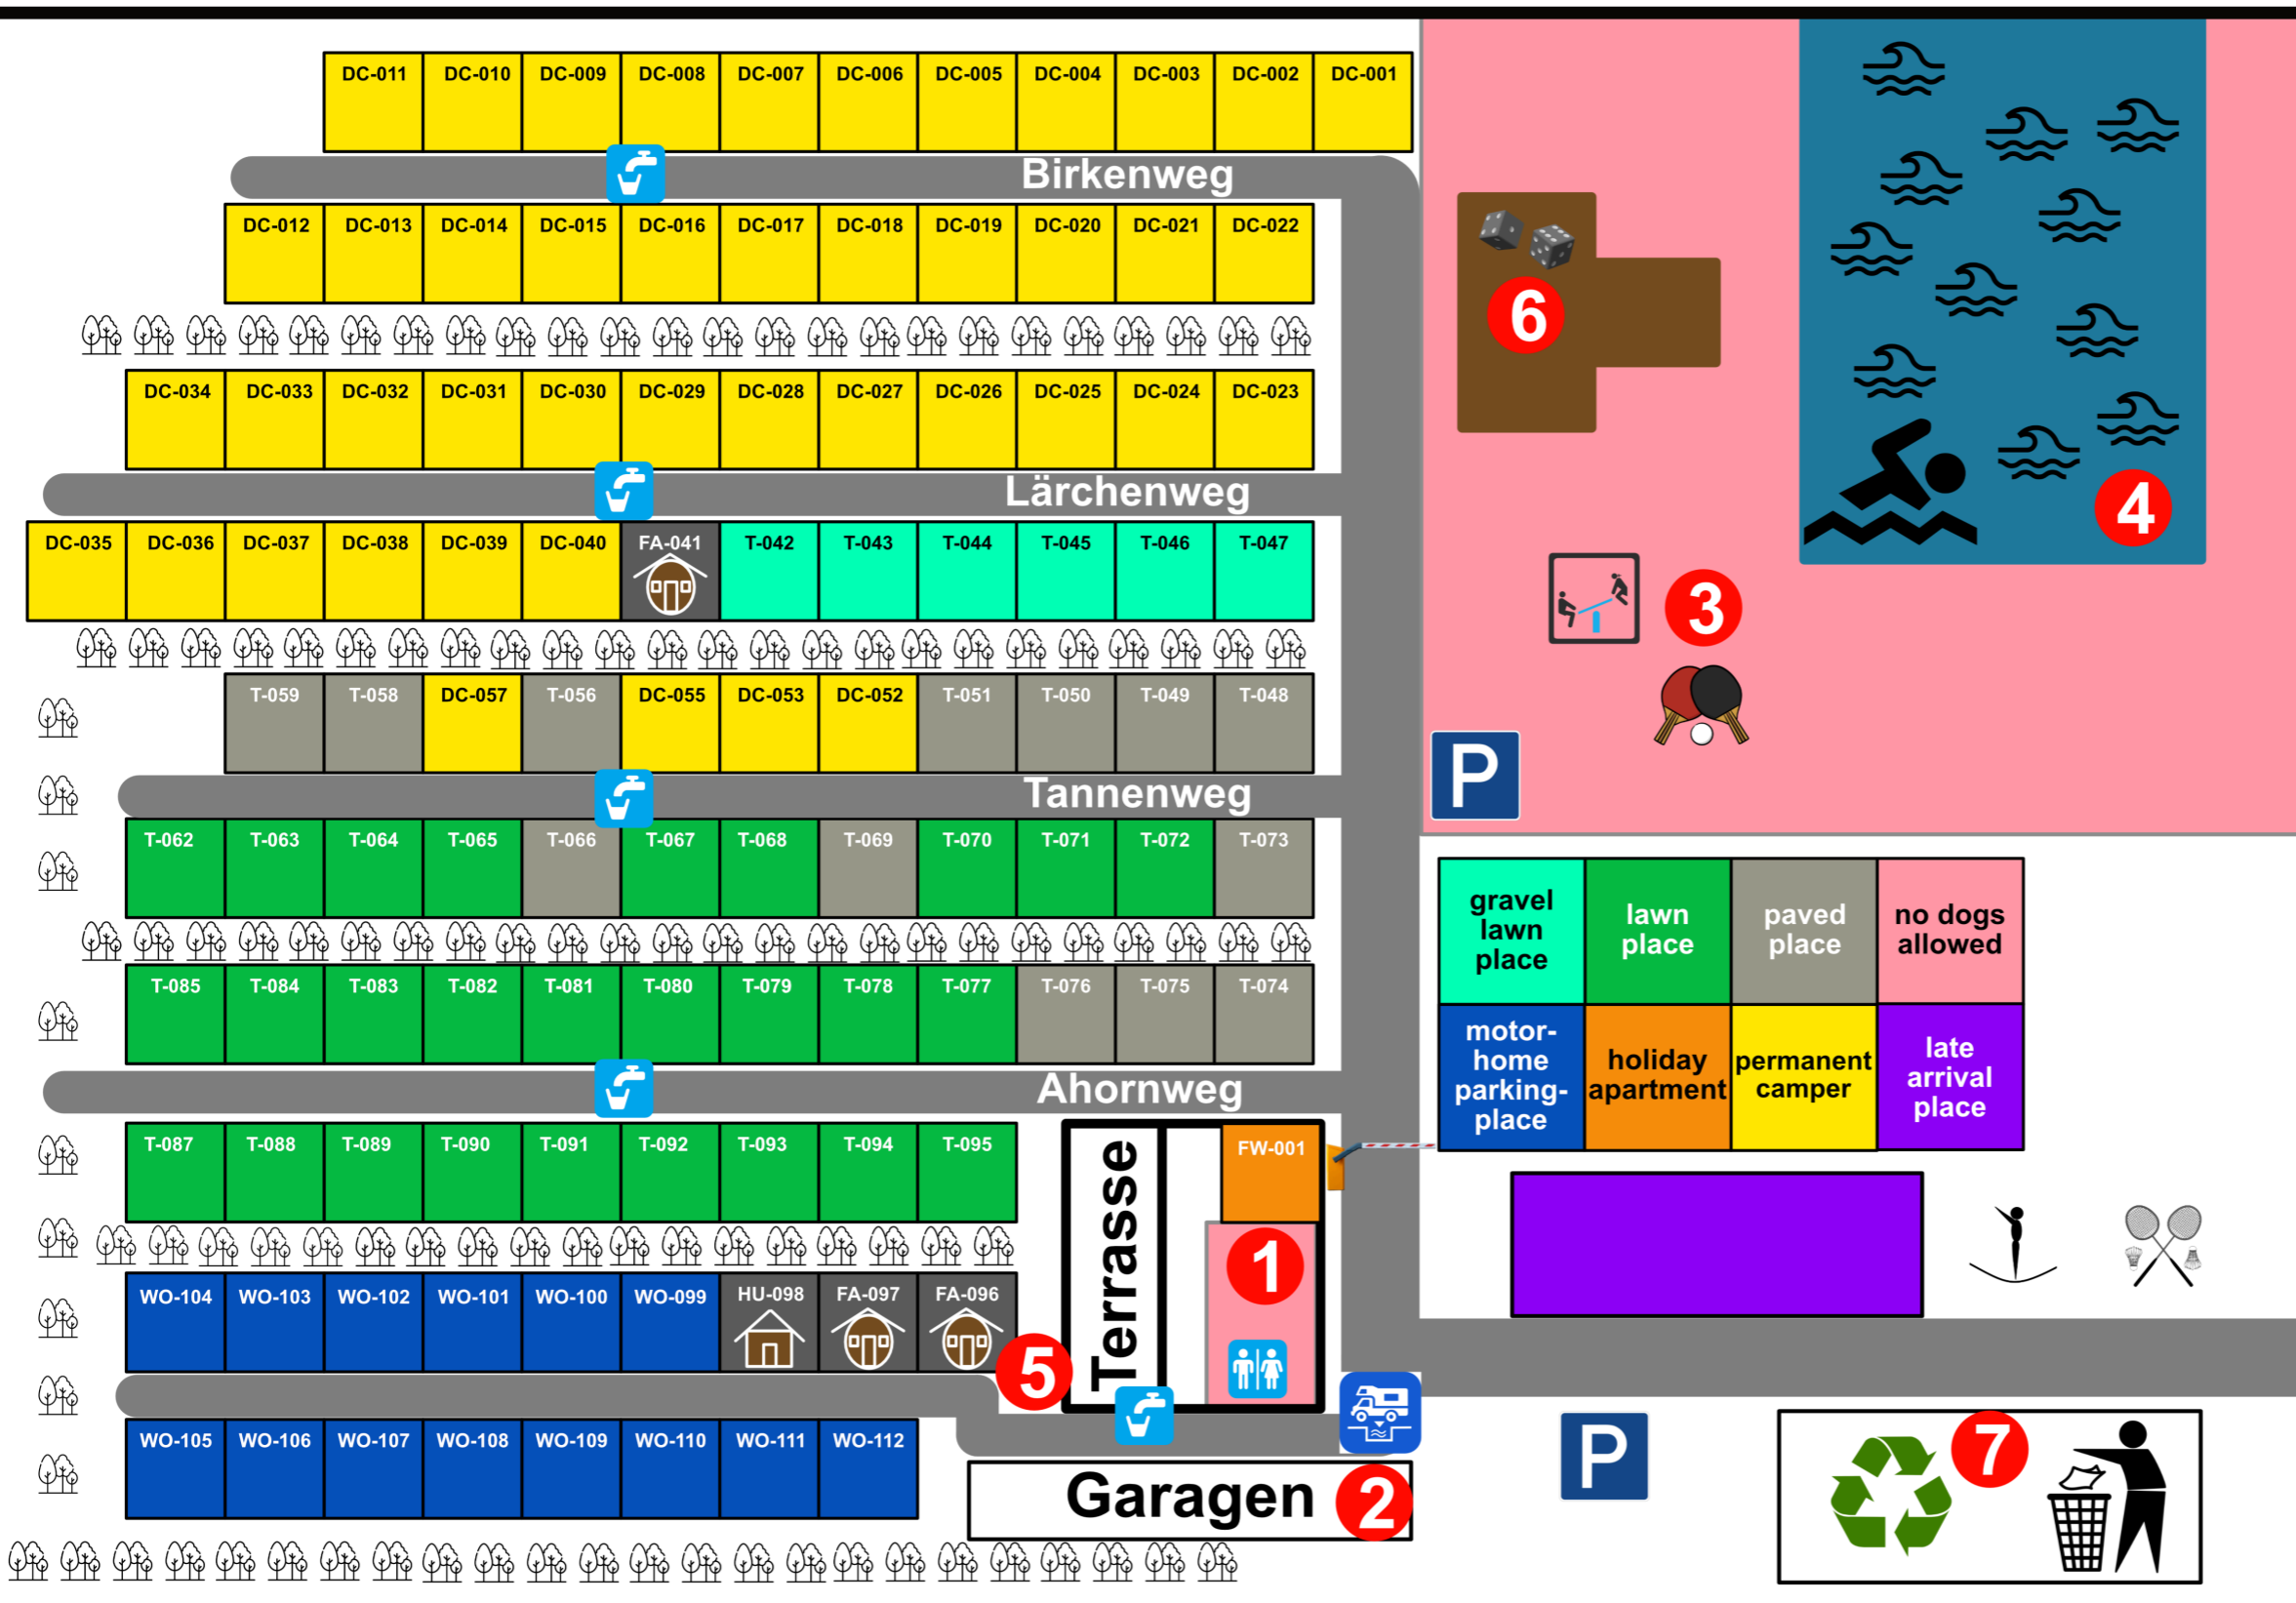 DC-011 DC-010 DC-009 DC-008 DC-007 DC-006 DC-005 DC-004 DC-003 DC-002 DC-001
Birkenweg
DC-012 DC-013 DC-014 DC-015 DC-016 DC-017 DC-018 DC-019 DC-020 DC-021 DC-022
DC-034 DC-033 DC-032 DC-031 DC-030 DC-029 DC-028 DC-027 DC-026 DC-025 DC-024 DC-023
Lärchenweg
DC-035 DC-036 DC-037 DC-038 DC-039 DC-040 FA-041 T-042 T-043 T-044 T-045 T-046 T-047
T-059 T-058 DC-057 T-056 DC-055 DC-053 DC-052 T-051 T-050 T-049 T-048
Tannenweg
T-062 T-063 T-064 T-065 T-066 T-067 T-068 T-069 T-070 T-071 T-072 T-073
T-085 T-084 T-083 T-082 T-081 T-080 T-079 T-078 T-077 T-076 T-075 T-074
Ahornweg
T-087 T-088 T-089 T-090 T-091 T-092 T-093 T-094 T-095
WO-104 WO-103 WO-102 WO-101 WO-100 WO-099 HU-098 FA-097 FA-096
WO-105 WO-106 WO-107 WO-108 WO-109 WO-110 WO-111 WO-112
5
Terrasse
FW-001
1
Garagen 2
6
4
3
P
gravel
lawn
place
lawn
place
paved
place
no dogs
allowed
motor-
home
parking-
place
holiday
apartment
permanent
camper
late
arrival
place
P
7